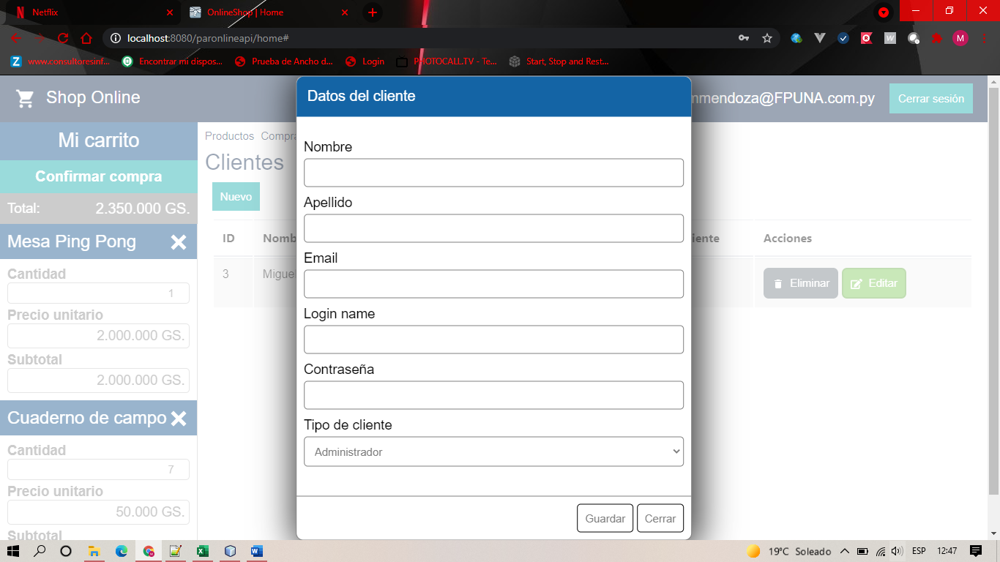 Netflix
OnlineShop | Home
localhost:8080/paronlineapi/home#
M
www.consultoresinf...
Encontrar mi dispos...
Prueba de Ancho d...
Login
PHOTOCALL.TV - Te...
Start, Stop and Rest...
Shop Online
mmendoza@FPUNA.com.py
Cerrar sesión
Mi carrito
Confirmar compra
Total: 2.350.000 GS.
Mesa Ping Pong
Cantidad
1
Precio unitario
2.000.000 GS.
Subtotal
2.000.000 GS.
Cuaderno de campo
Cantidad
7
Precio unitario
50.000 GS.
Subtotal
Productos Compra
Clientes
Nuevo
ID Nomb iente Acciones
3 Miguel Eliminar Editar
Datos del cliente
Nombre
Apellido
Email
Login name
Contraseña
Tipo de cliente
Administrador
Guardar Cerrar
19°C Soleado ESP 12:47